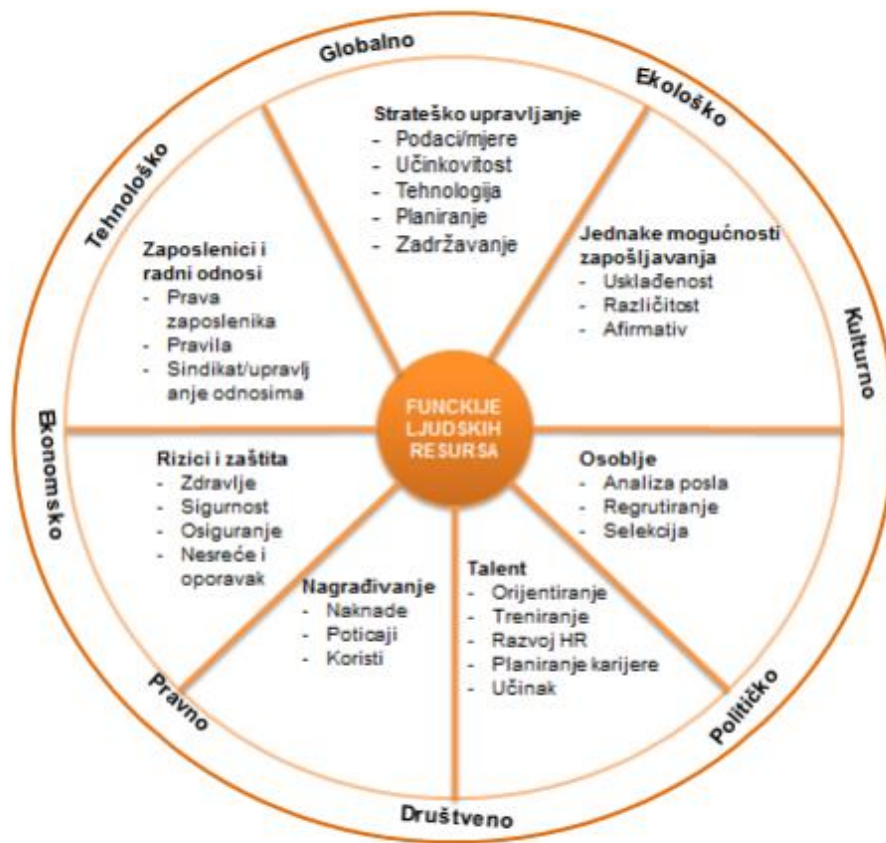 Globalno
Ekološko
Kulturno
Političko
Društveno
Pravno
Ekonomsko
Tehnološko
Strateško upravljanje
- Podaci/mjere
- Učinkovitost
- Tehnologija
- Planiranje
- Zadržavanje
Jednake mogućnosti
zapošljavanja
- Usklađenost
- Različitost
- Afirmativ
Osoblje
- Analiza posla
- Regrutiranje
- Selekcija
Talent
- Orijentiranje
- Treniranje
- Razvoj HR
- Planiranje karijere
- Učinak
Nagrađivanje
- Naknade
- Poticaji
- Koristi
Rizici i zaštita
- Zdravlje
- Sigurnost
- Osiguranje
- Nesreće i
oporavak
Zaposlenici i
radni odnosi
- Prava
zaposlenika
- Pravila
- Sindikat/upravlj
anje odnosima
FUNCKIJE
LJUDSKIH
RESURSA